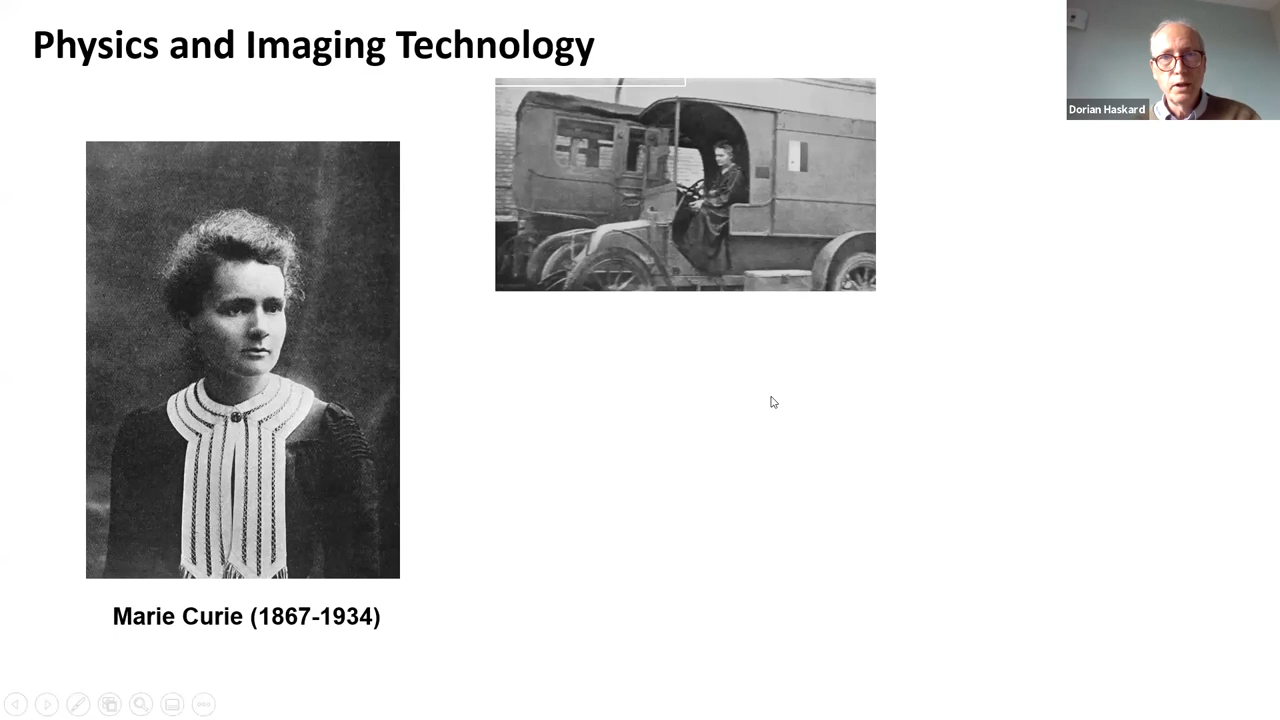 Physics and Imaging Technology
Dorian Haskard
Marie Curie (1867-1934)